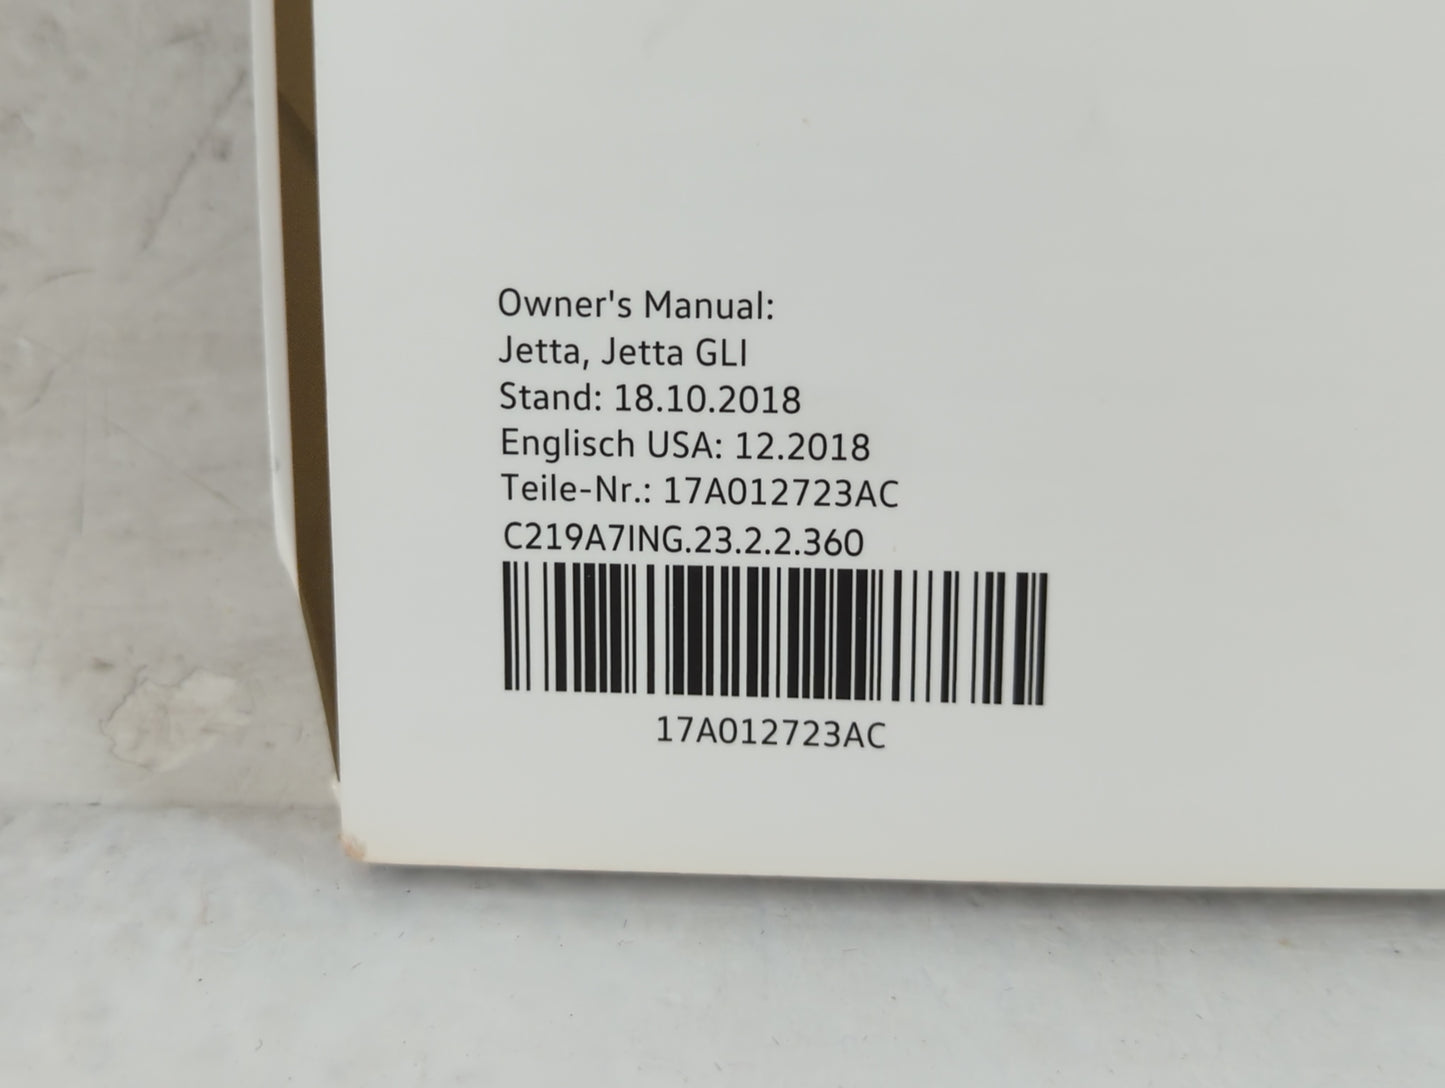 Owner's Manual:
Jetta, Jetta GLI
Stand: 18.10.2018
Englisch USA: 12.2018
Teile-Nr.: 17A012723AC
C219A7ING.23.2.2.360
17A012723AC